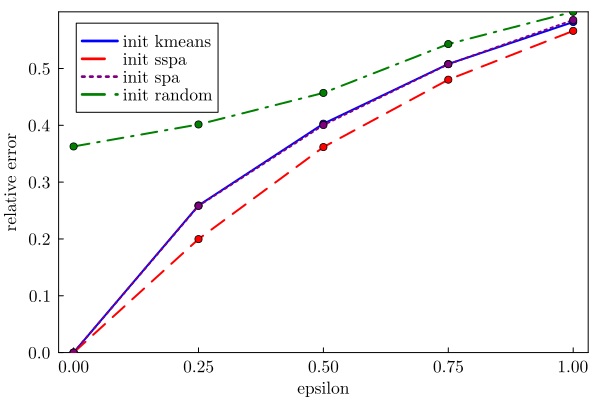 init kmeans
init sspa
init spa
init random
relative error
0.5
0.4
0.3
0.2
0.1
0.0
0.00 0.25 0.50 0.75 1.00
epsilon